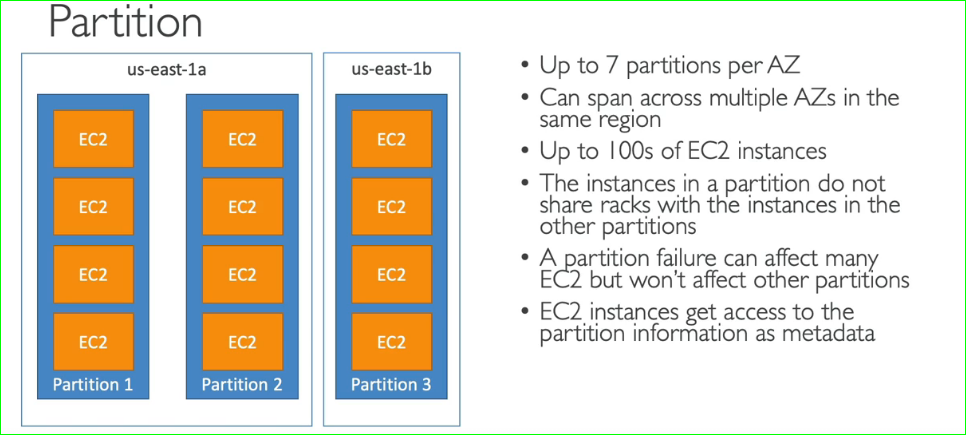 Partition
us-east-1a
us-east-1b
EC2
EC2
EC2
EC2
EC2
EC2
EC2
EC2
EC2
EC2
EC2
EC2
Partition 1
Partition 2
Partition 3
• Up to 7 partitions per AZ
• Can span across multiple AZs in the
same region
• Up to 100s of EC2 instances
• The instances in a partition do not
share racks with the instances in the
other partitions
• A partition failure can affect many
EC2 but won’t affect other partitions
• EC2 instances get access to the
partition information as metadata